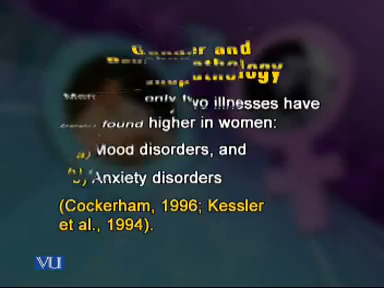 Gender and
only two illnesses have
found higher in women:
a) Mood disorders, and
b) Anxiety disorders
(Cockerham, 1996; Kessler
et al., 1994).
VU